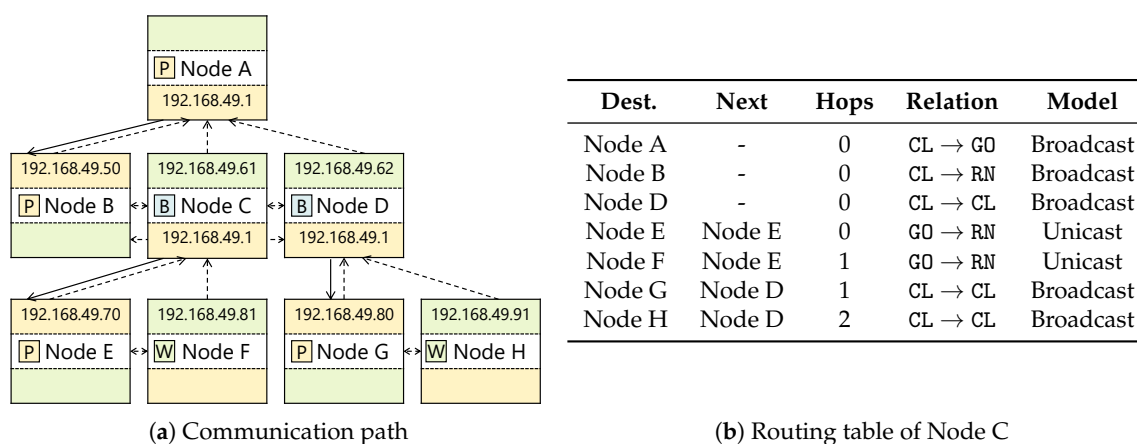 P Node A
192.168.49.1
192.168.49.50 192.168.49.61 192.168.49.62
P Node B B Node C B Node D
192.168.49.1 192.168.49.1
192.168.49.70 192.168.49.81 192.168.49.80 192.168.49.91
P Node E W Node F P Node G W Node H
(a) Communication path
Dest. Next Hops Relation Model
Node A - 0 CL → GO Broadcast
Node B - 0 CL → RN Broadcast
Node D - 0 CL → CL Broadcast
Node E Node E 0 GO → RN Unicast
Node F Node E 1 GO → RN Unicast
Node G Node D 1 CL → CL Broadcast
Node H Node D 2 CL → CL Broadcast
(b) Routing table of Node C